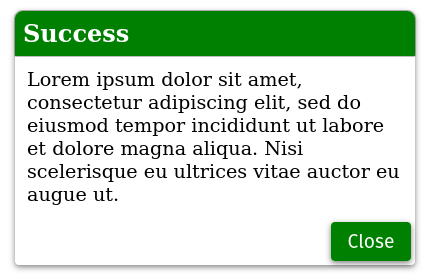 Success
Lorem ipsum dolor sit amet,
consectetur adipiscing elit, sed do
eiusmod tempor incididunt ut labore
et dolore magna aliqua. Nisi
scelerisque eu ultrices vitae auctor eu
augue ut.
Close